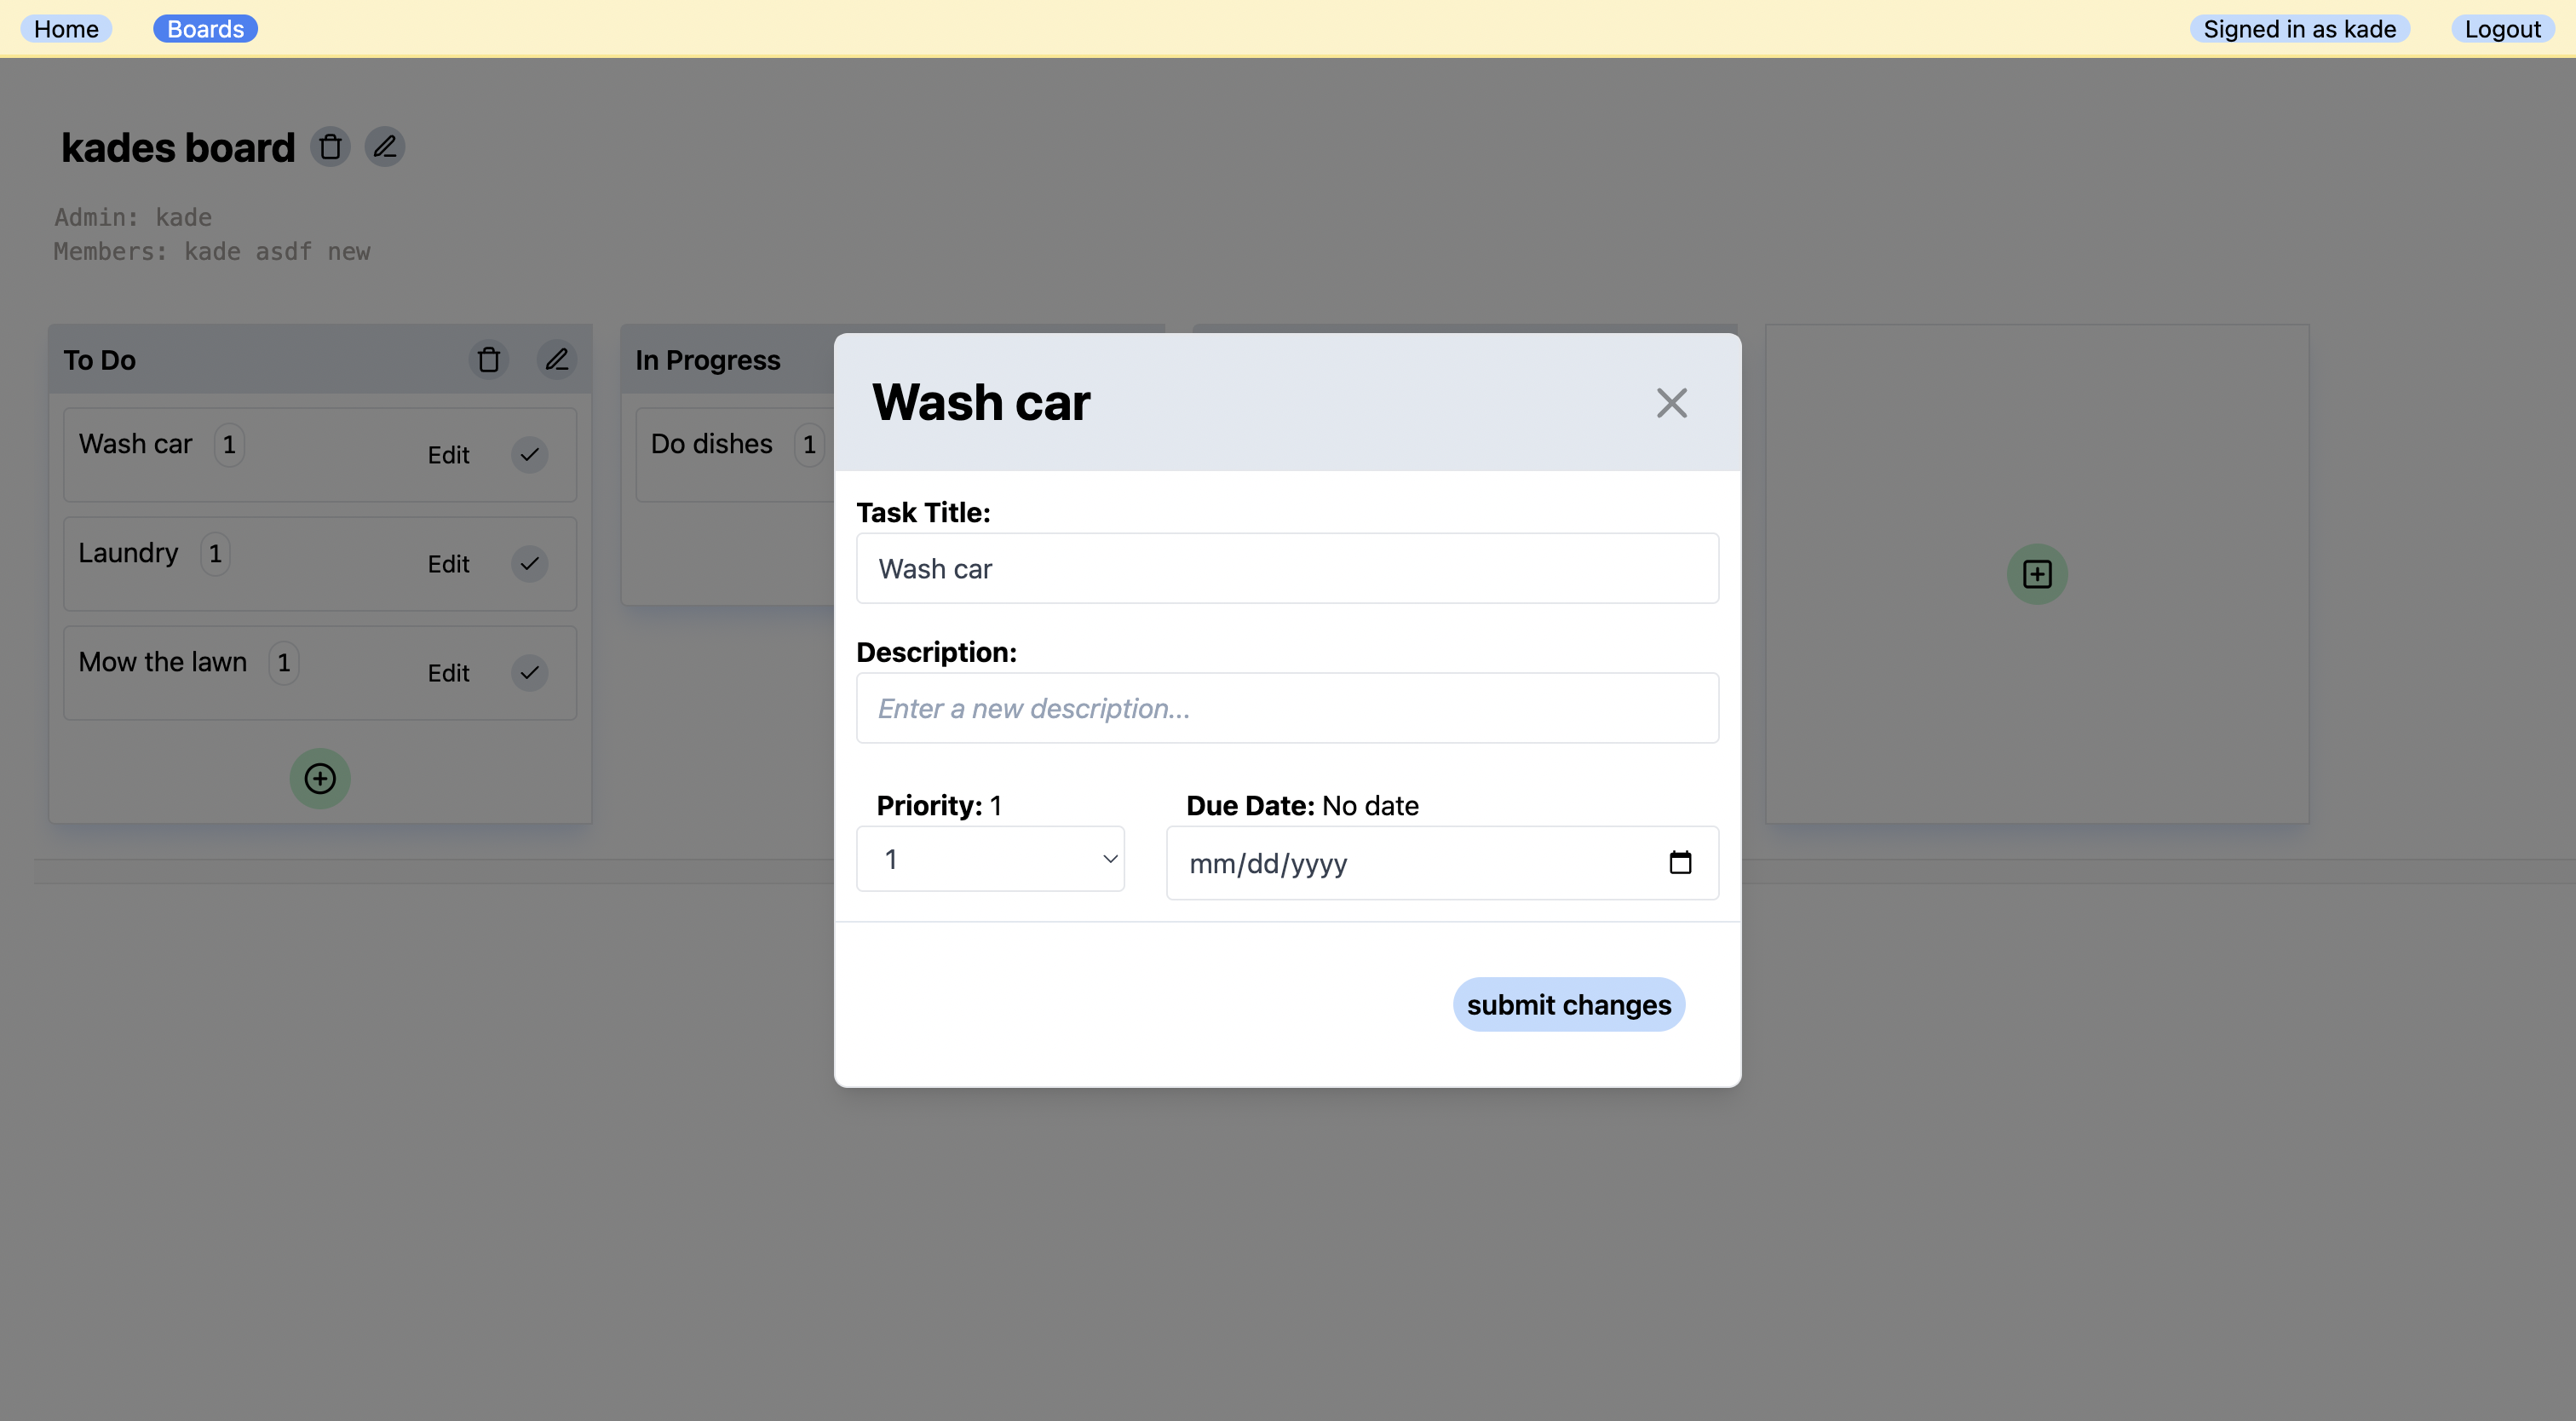 Home Boards Signed in as kade Logout
kades board
Admin: kade
Members: kade asdf new
To Do
Wash car 1 Edit
Laundry 1 Edit
Mow the lawn 1 Edit
In Progress
Do dishes 1
Wash car
Task Title:
Wash car
Description:
Enter a new description...
Priority: 1 Due Date: No date
1 mm/dd/yyyy
submit changes